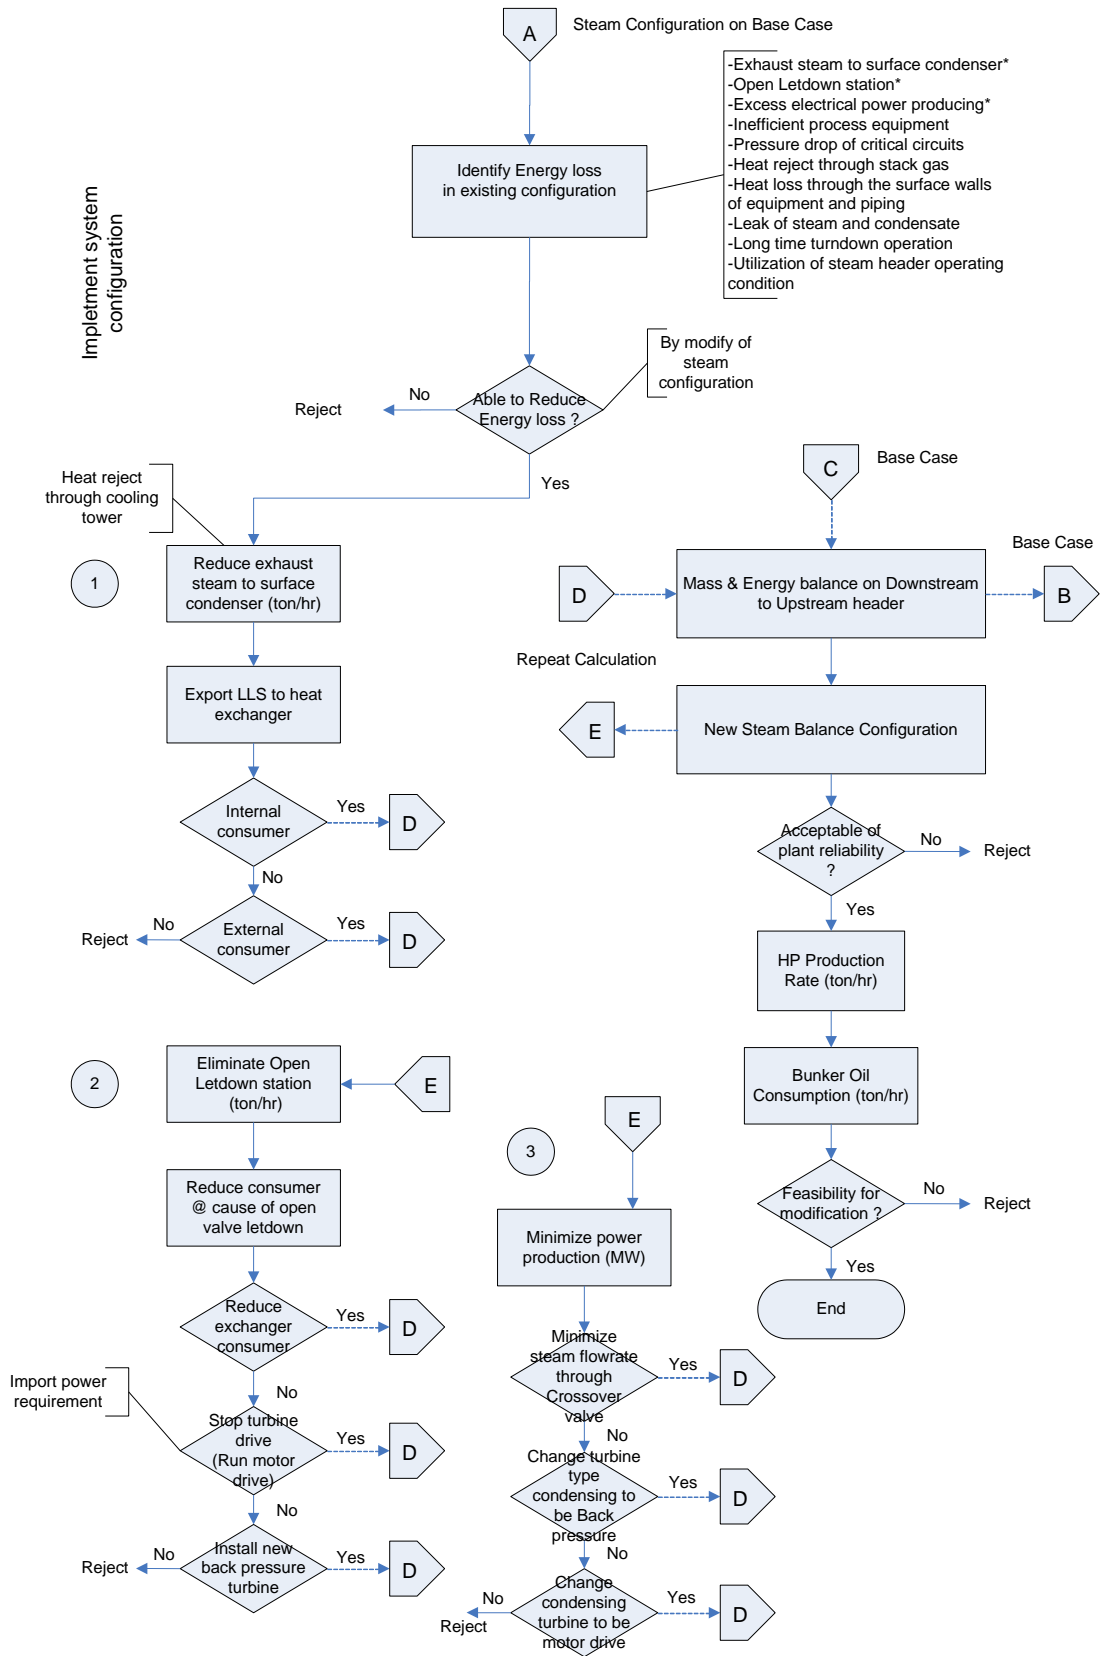 A
Steam Configuration on Base Case
-Exhaust steam to surface condenser*
-Open Letdown station*
-Excess electrical power producing*
-Inefficient process equipment
-Pressure drop of critical circuits
-Heat reject through stack gas
-Heat loss through the surface walls
of equipment and piping
-Leak of steam and condensate
-Long time turndown operation
-Utilization of steam header operating
condition
Identify Energy loss
in existing configuration
Impletment system
configuration
By modify of
steam
configuration
Able to Reduce
Energy loss ?
No
Reject
Yes
Heat reject
through cooling
tower
1
Reduce exhaust
steam to surface
condenser (ton/hr)
Export LLS to heat
exchanger
Internal
consumer
Yes
D
No
External
consumer
Yes
D
No
Reject
C
Base Case
D
Mass & Energy balance on Downstream
to Upstream header
Base Case
B
Repeat Calculation
E
New Steam Balance Configuration
Acceptable of
plant reliability
?
No
Reject
Yes
HP Production
Rate (ton/hr)
Bunker Oil
Consumption (ton/hr)
Feasibility for
modification ?
No
Reject
Yes
End
2
Eliminate Open
Letdown station
(ton/hr)
E
Reduce consumer
@ cause of open
valve letdown
Reduce
exchanger
consumer
Yes
D
No
Import power
requirement
Stop turbine
drive
(Run motor
drive)
Yes
D
No
Install new
back pressure
turbine
Yes
D
No
Reject
3
E
Minimize power
production (MW)
Minimize
steam flowrate
through
Crossover
valve
Yes
D
No
Change turbine
type
condensing to
be Back
pressure
Yes
D
No
Change
condensing
turbine to be
motor drive
Yes
D
No
Reject